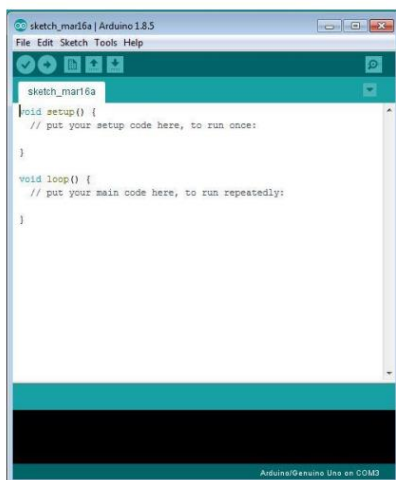 sketch_mar16a | Arduino 1.8.5
File Edit Sketch Tools Help
sketch_mar16a
void setup() {
// put your setup code here, to run once:
}
void loop() {
// put your main code here, to run repeatedly:
}
Arduino/Genuino Uno on COM3